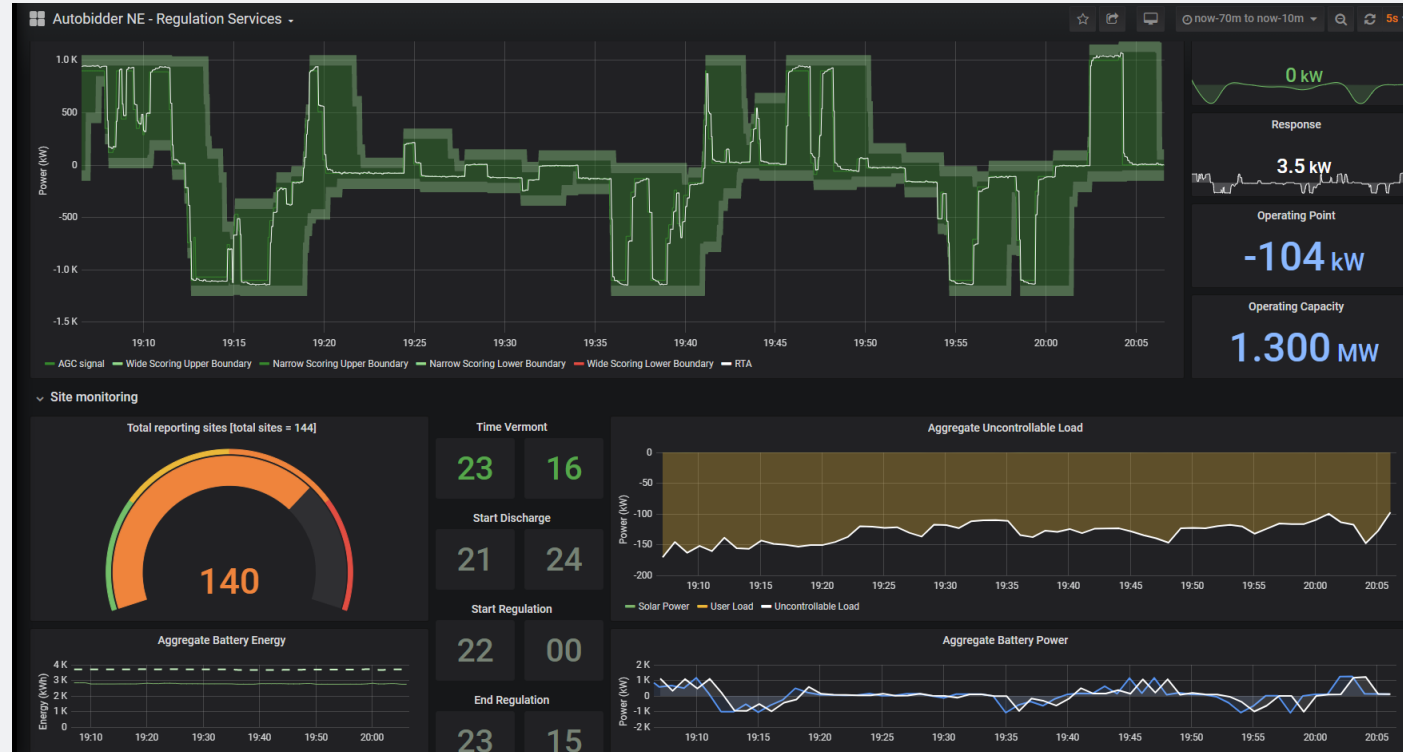 Autobidder NE - Regulation Services
now-70m to now-10m
5s
1.0 K
500
0
-500
-1.0 K
-1.5 K
Power (kW)
19:10 19:15 19:20 19:25 19:30 19:35 19:40 19:45 19:50 19:55 20:00 20:05
AGC signal Wide Scoring Upper Boundary Narrow Scoring Upper Boundary Narrow Scoring Lower Boundary Wide Scoring Lower Boundary RTA
0 kW
Response
3.5 kW
Operating Point
-104 kW
Operating Capacity
1.300 MW
Site monitoring
Total reporting sites [total sites = 144]
140
Time Vermont
23 16
Start Discharge
21 24
Start Regulation
22 00
End Regulation
23 15
Aggregate Uncontrollable Load
0
-50
-100
-150
-200
Power (kW)
19:10 19:15 19:20 19:25 19:30 19:35 19:40 19:45 19:50 19:55 20:00 20:05
Solar Power User Load Uncontrollable Load
Aggregate Battery Energy
4 K
3 K
2 K
1 K
0
Energy (kWh)
19:10 19:20 19:30 19:40 19:50 20:00
Aggregate Battery Power
2 K
1 K
0
-1 K
-2 K
Power (kW)
19:10 19:15 19:20 19:25 19:30 19:35 19:40 19:45 19:50 19:55 20:00 20:05